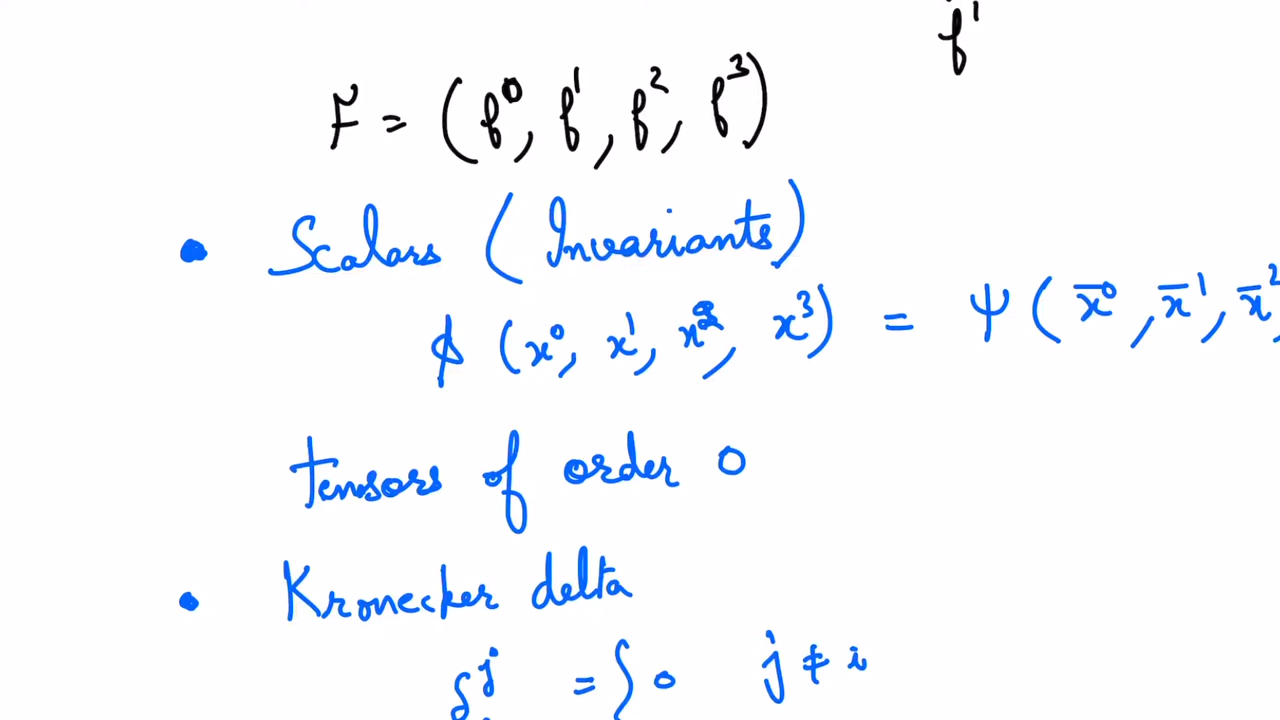 f¹
F = (f⁰, f¹, f², f³)
• Scalars (Invariants)
ϕ (x⁰, x¹, x², x³) = Ψ (x̅⁰, x̅¹, x̅²,
tensors of order 0
• Kronecker delta
δʲ = { 0 j ≠ i